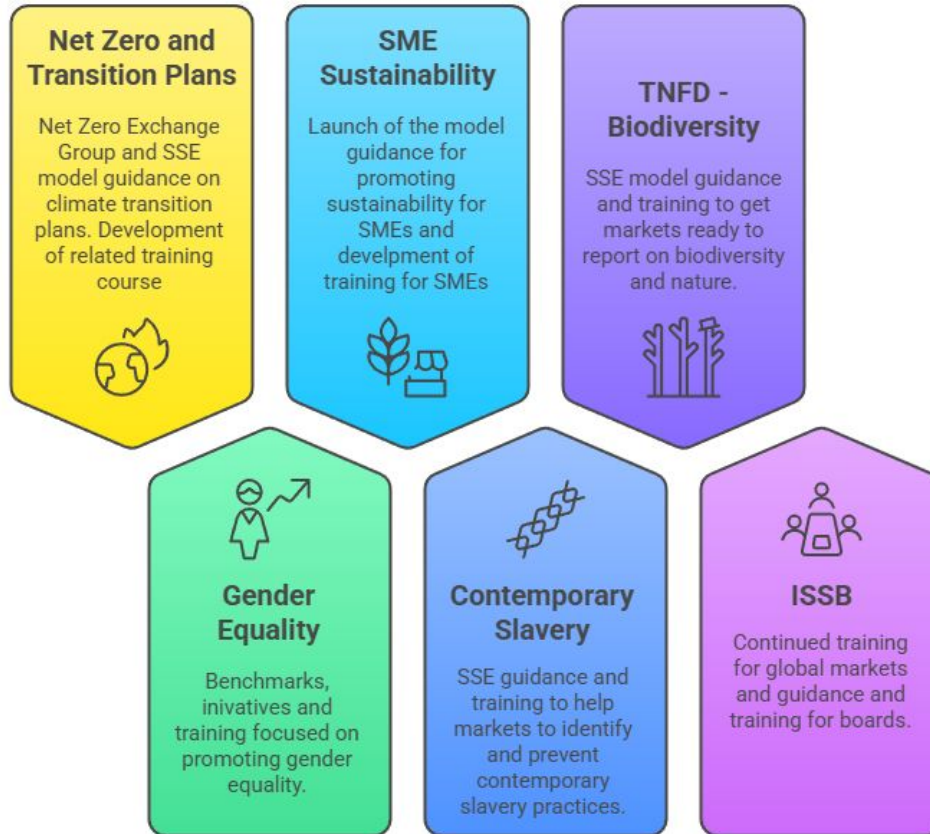 Net Zero and
Transition Plans
Net Zero Exchange
Group and SSE
model guidance on
climate transition
plans. Development
of related training
course
SME
Sustainability
Launch of the model
guidance for
promoting
sustainability for
SMEs and
develpment of
training for SMEs
TNFD -
Biodiversity
SSE model guidance
and training to get
markets ready to
report on biodiversity
and nature.
Gender
Equality
Benchmarks,
inivatives and
training focused on
promoting gender
equality.
Contemporary
Slavery
SSE guidance and
training to help
markets to identify
and prevent
contemporary
slavery practices.
ISSB
Continued training
for global markets
and guidance and
training for boards.